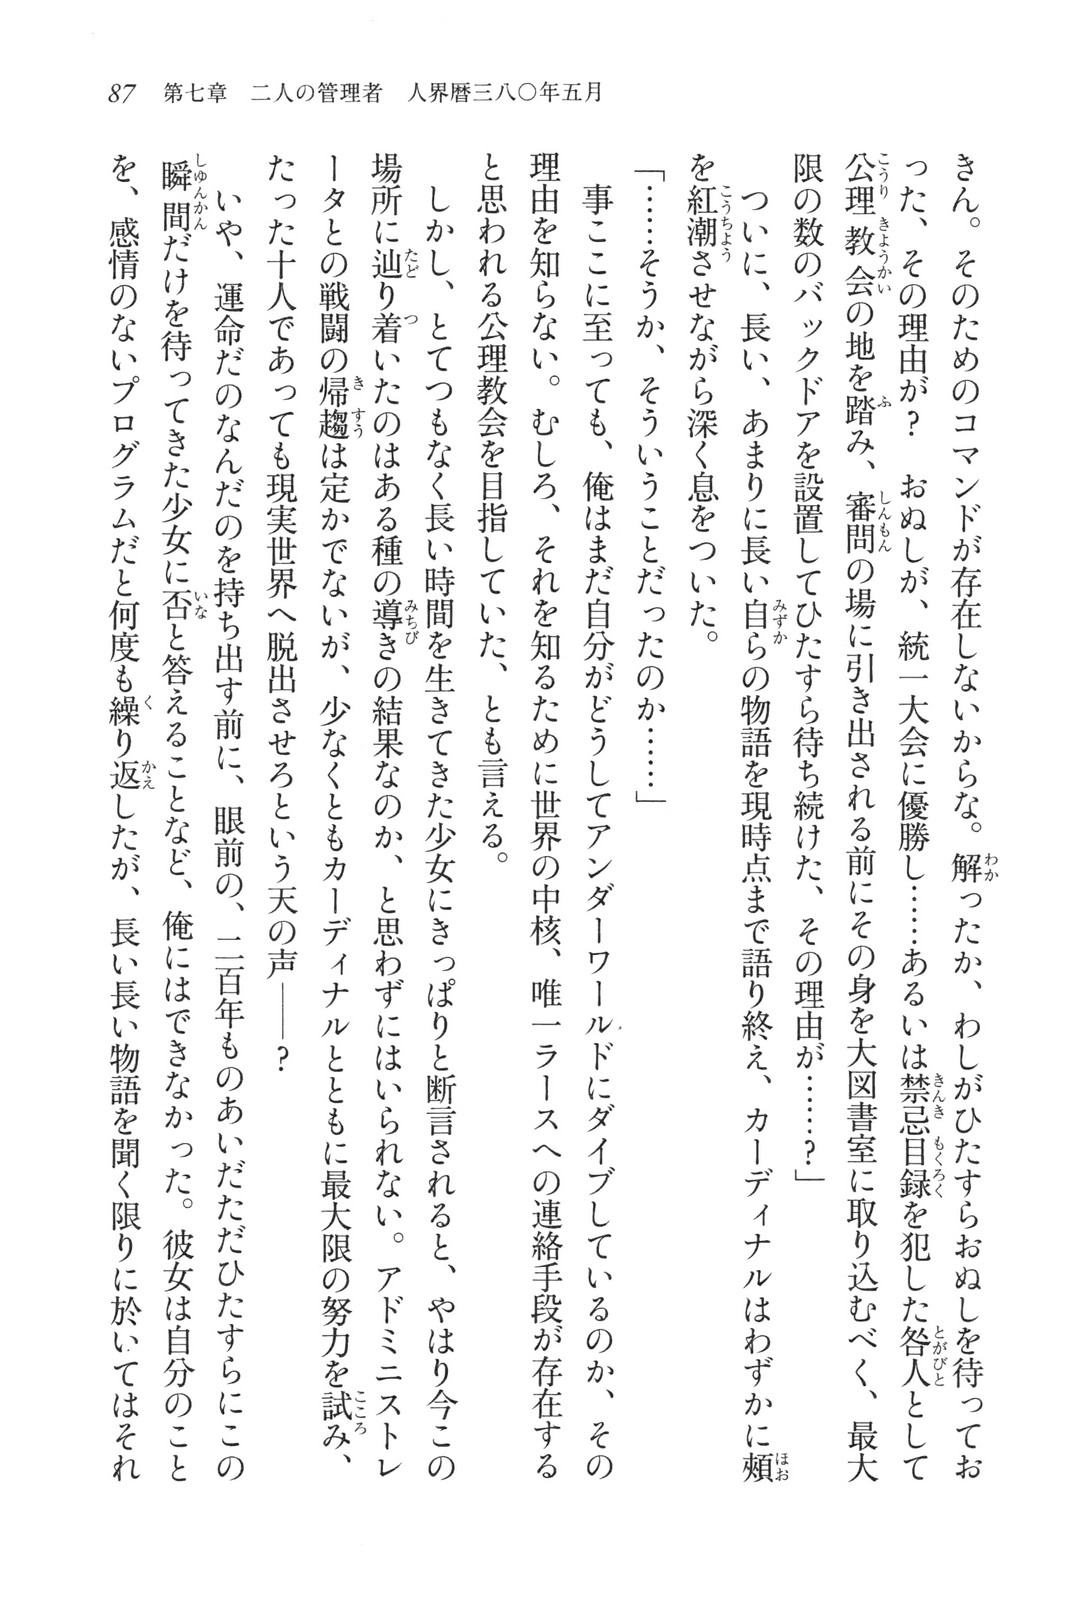 87 第七章 二人の管理者 人界暦三八〇年五月
きん。そのためのコマンドが存在しないからな。解ったか、わしがひたすらおぬしを待ってお
った、その理由が? おぬしが、統一大会に優勝し……あるいは禁忌目録を犯した咎人として
公理教会の地を踏み、審問の場に引き出される前にその身を大図書室に取り込むべく、最大
限の数のバックドアを設置してひたすら待ち続けた、その理由が……?」
ついに、長い、あまりに長い自らの物語を現時点まで語り終え、カーディナルはわずかに頰
を紅潮させながら深く息をついた。
「……そうか、そういうことだったのか……」
事ここに至っても、俺はまだ自分がどうしてアンダーワールドにダイブしているのか、その
理由を知らない。むしろ、それを知るために世界の中核、唯一ラースへの連絡手段が存在する
と思われる公理教会を目指していた、とも言える。
しかし、とてつもなく長い時間を生きてきた少女にきっぱりと断言されると、やはり今この
場所に辿り着いたのはある種の導きの結果なのか、と思わずにはいられない。アドミニストレ
ータとの戦闘の帰趨は定かでないが、少なくともカーディナルとともに最大限の努力を試み、
たった十人であっても現実世界へ脱出させろという天の声――?
いや、運命だのなんだのを持ち出す前に、眼前の、二百年ものあいだただひたすらにこの
瞬間だけを待ってきた少女に否と答えることなど、俺にはできなかった。彼女は自分のこと
を、感情のないプログラムだと何度も繰り返したが、長い長い物語を聞く限りに於いてはそれ